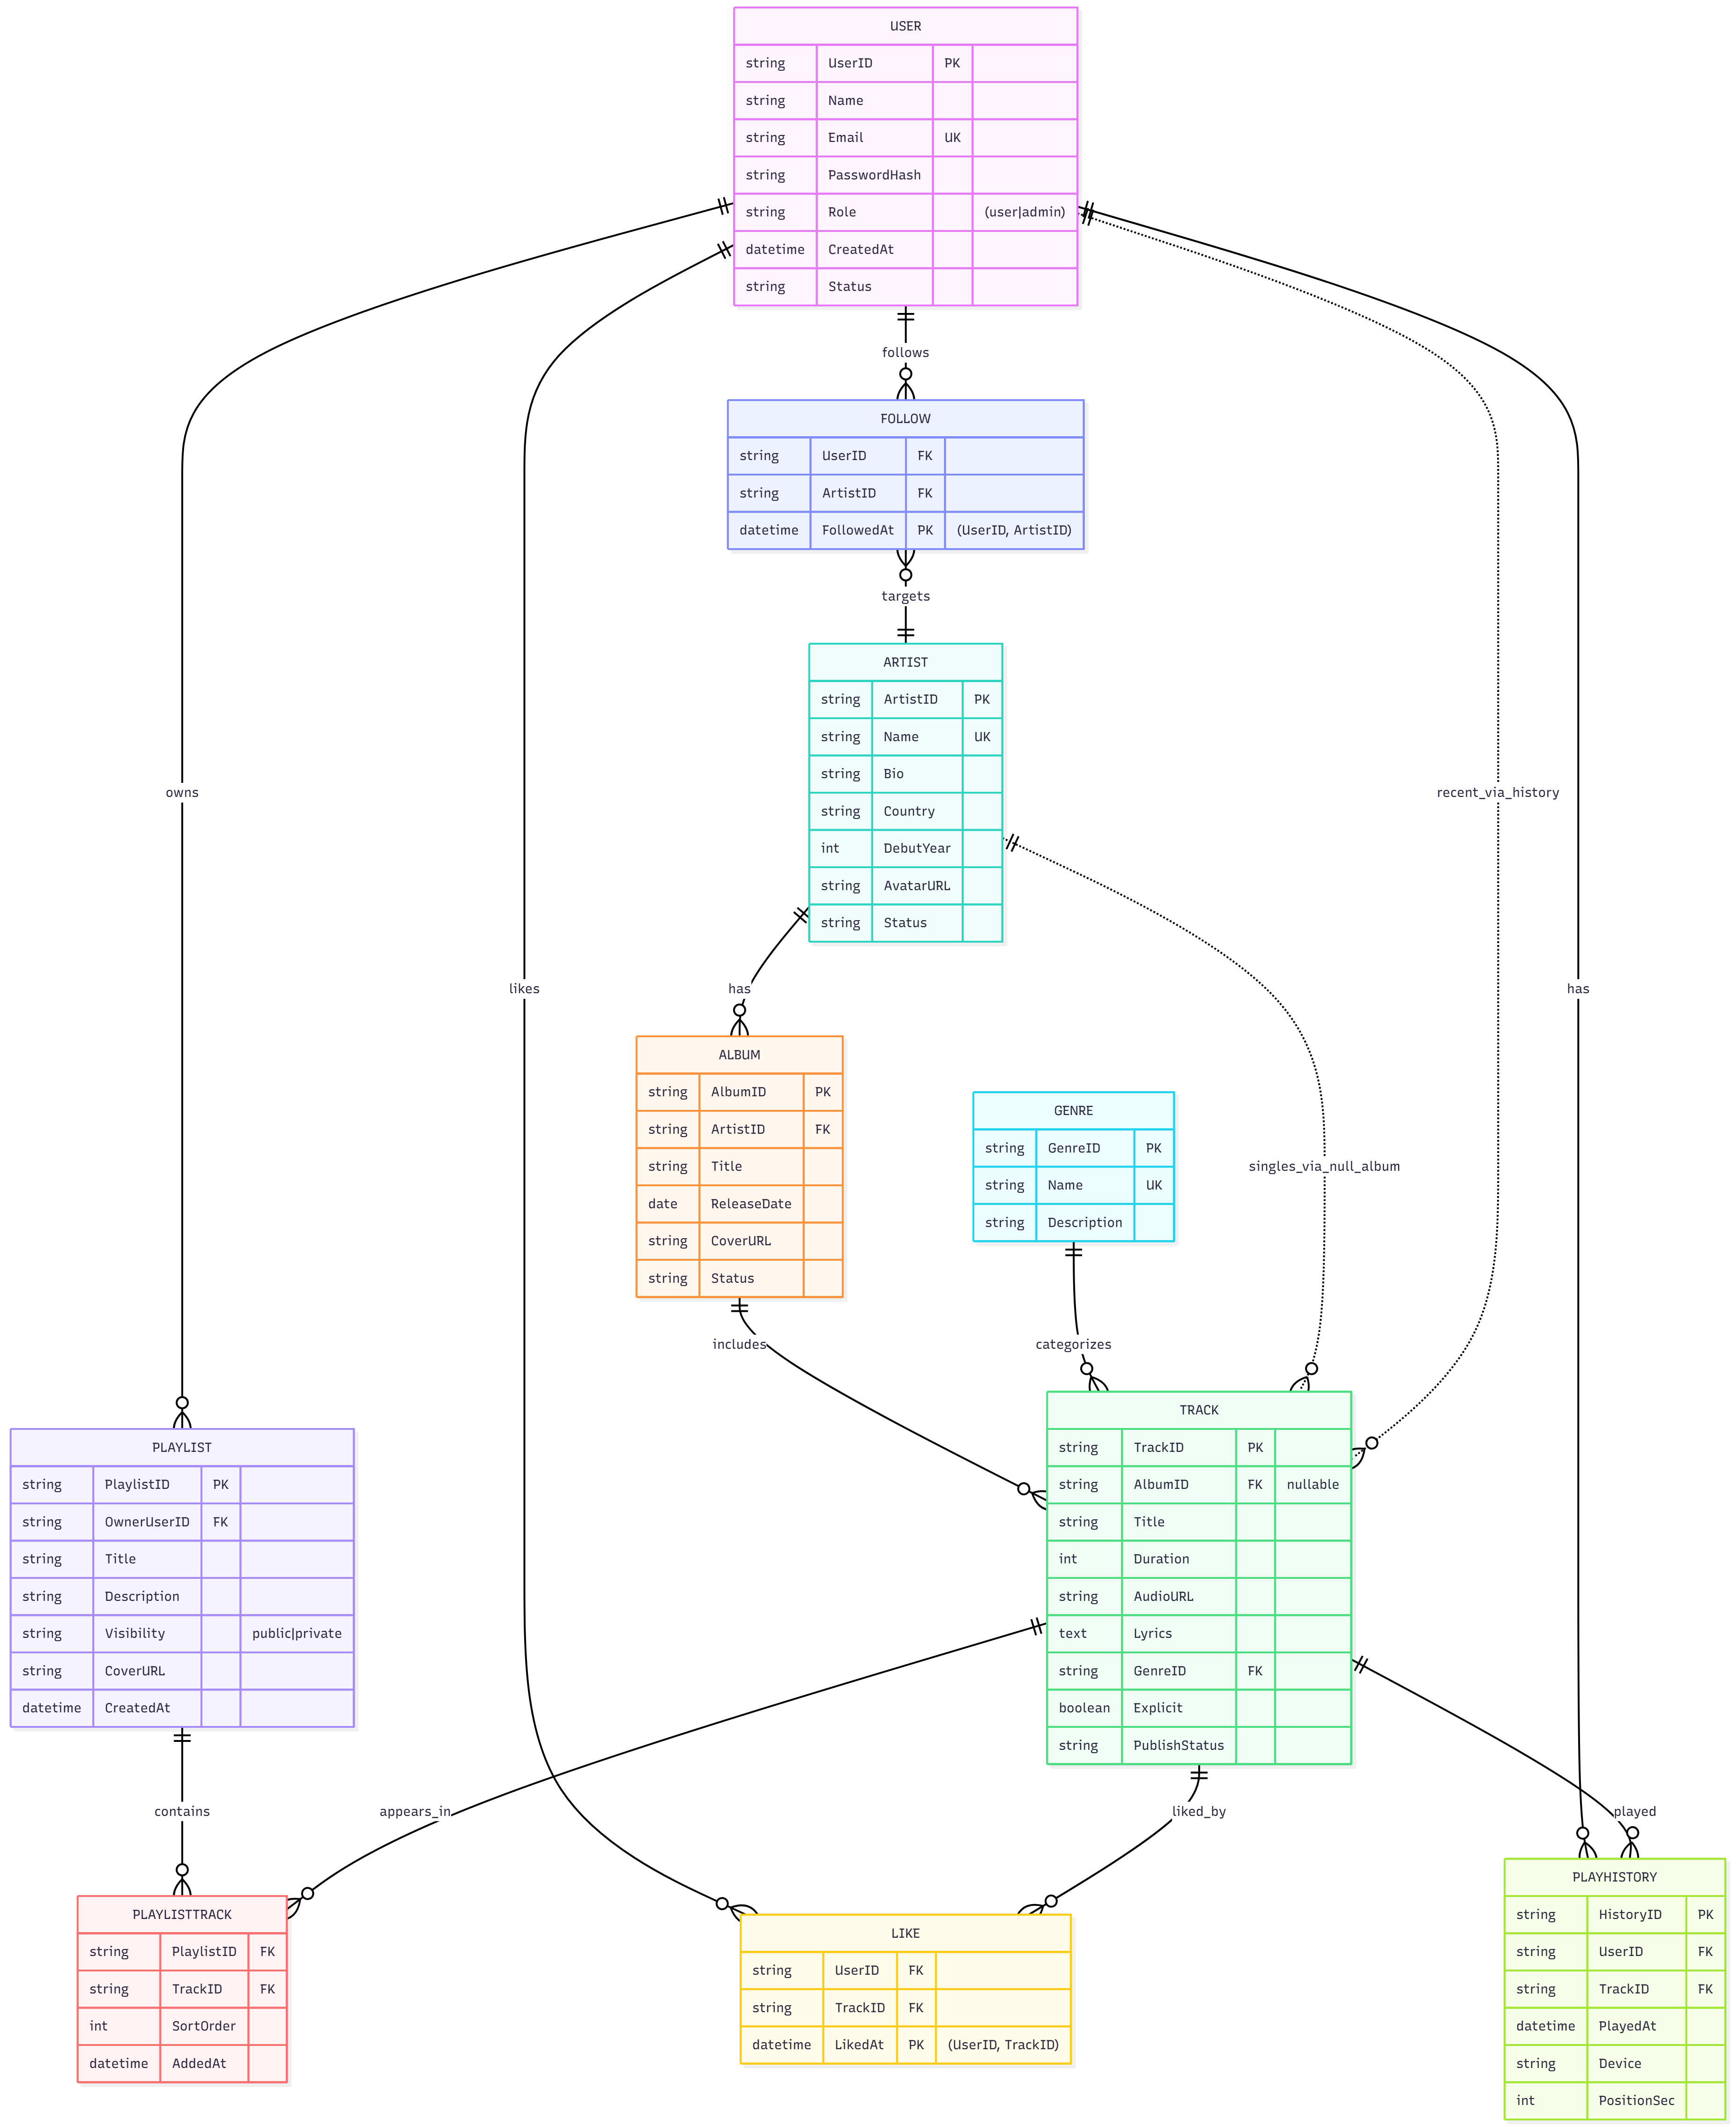 USER
string UserID PK
string Name
string Email UK
string PasswordHash
string Role (user|admin)
datetime CreatedAt
string Status
follows
FOLLOW
string UserID FK
string ArtistID FK
datetime FollowedAt PK (UserID, ArtistID)
targets
ARTIST
string ArtistID PK
string Name UK
string Bio
string Country
int DebutYear
string AvatarURL
string Status
owns
recent_via_history
likes
has
has
ALBUM
string AlbumID PK
string ArtistID FK
string Title
date ReleaseDate
string CoverURL
string Status
GENRE
string GenreID PK
string Name UK
string Description
singles_via_null_album
includes
categorizes
TRACK
string TrackID PK
string AlbumID FK nullable
string Title
int Duration
string AudioURL
text Lyrics
string GenreID FK
boolean Explicit
string PublishStatus
PLAYLIST
string PlaylistID PK
string OwnerUserID FK
string Title
string Description
string Visibility public|private
string CoverURL
datetime CreatedAt
contains
appears_in
liked_by
played
PLAYLISTTRACK
string PlaylistID FK
string TrackID FK
int SortOrder
datetime AddedAt
LIKE
string UserID FK
string TrackID FK
datetime LikedAt PK (UserID, TrackID)
PLAYHISTORY
string HistoryID PK
string UserID FK
string TrackID FK
datetime PlayedAt
string Device
int PositionSec